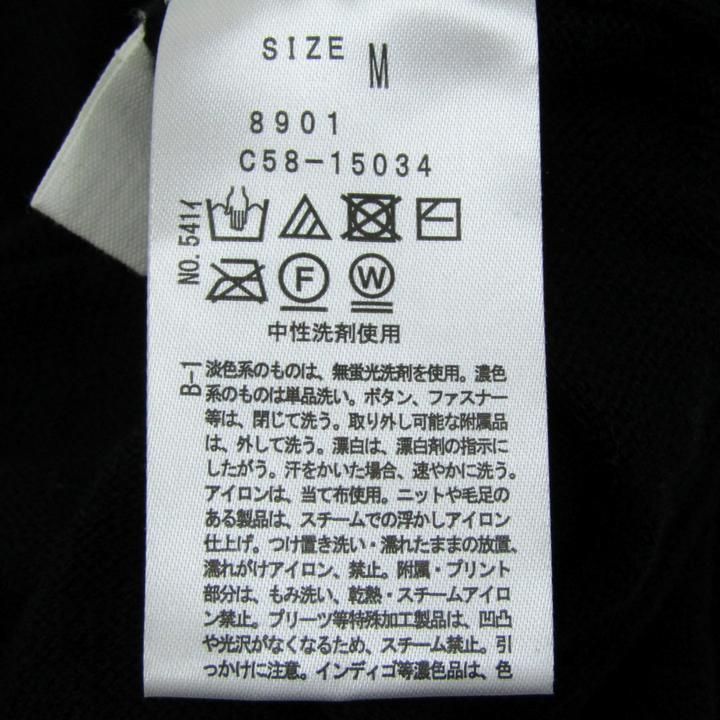 SIZE M
8901
C58-15034
NO. 5414
F W
中性洗剤使用
B-1
淡色系のものは、無蛍光洗剤を使用。濃色
系のものは単品洗い。ボタン、ファスナー
等は、閉じて洗う。取り外し可能な附属品
は、外して洗う。漂白は、漂白剤の指示に
したがう。汗をかいた場合、速やかに洗う。
アイロンは、当て布使用。ニットや毛足の
ある製品は、スチームでの浮かしアイロン
仕上げ。つけ置き洗い・濡れたままの放置、
濡れがけアイロン、禁止。附属・プリント
部分は、もみ洗い、乾熱・スチームアイロ
ン禁止。プリーツ等特殊加工製品は、凹凸
や光沢がなくなるため、スチーム禁止。引
っかけに注意。インディゴ等濃色品は、色